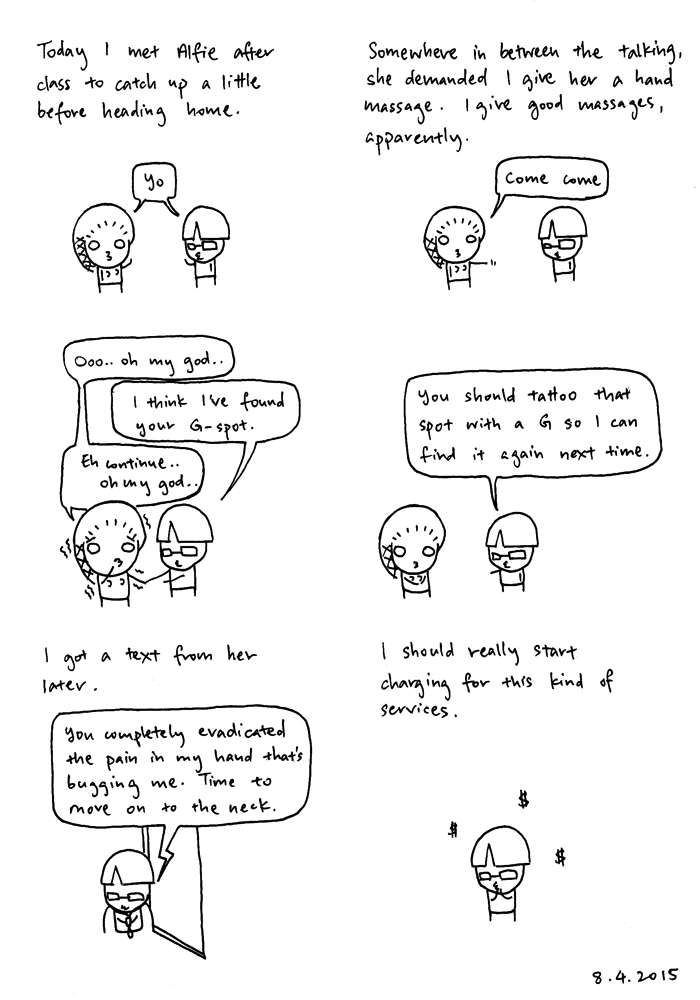 Today I met Alfie after
class to catch up a little
before heading home.
Yo
Somewhere in between the talking,
she demanded I give her a hand
massage. I give good massages,
apparently.
Come come
Ooo.. oh my god..
I think I've found
your G-spot.
Eh continue..
oh my god..
You should tattoo that
spot with a G so I can
find it again next time.
I got a text from her
later.
You completely evadicated
the pain in my hand that's
bugging me. Time to
move on to the neck.
I should really start
charging for this kind of
services.
$
$
$
8.4.2015